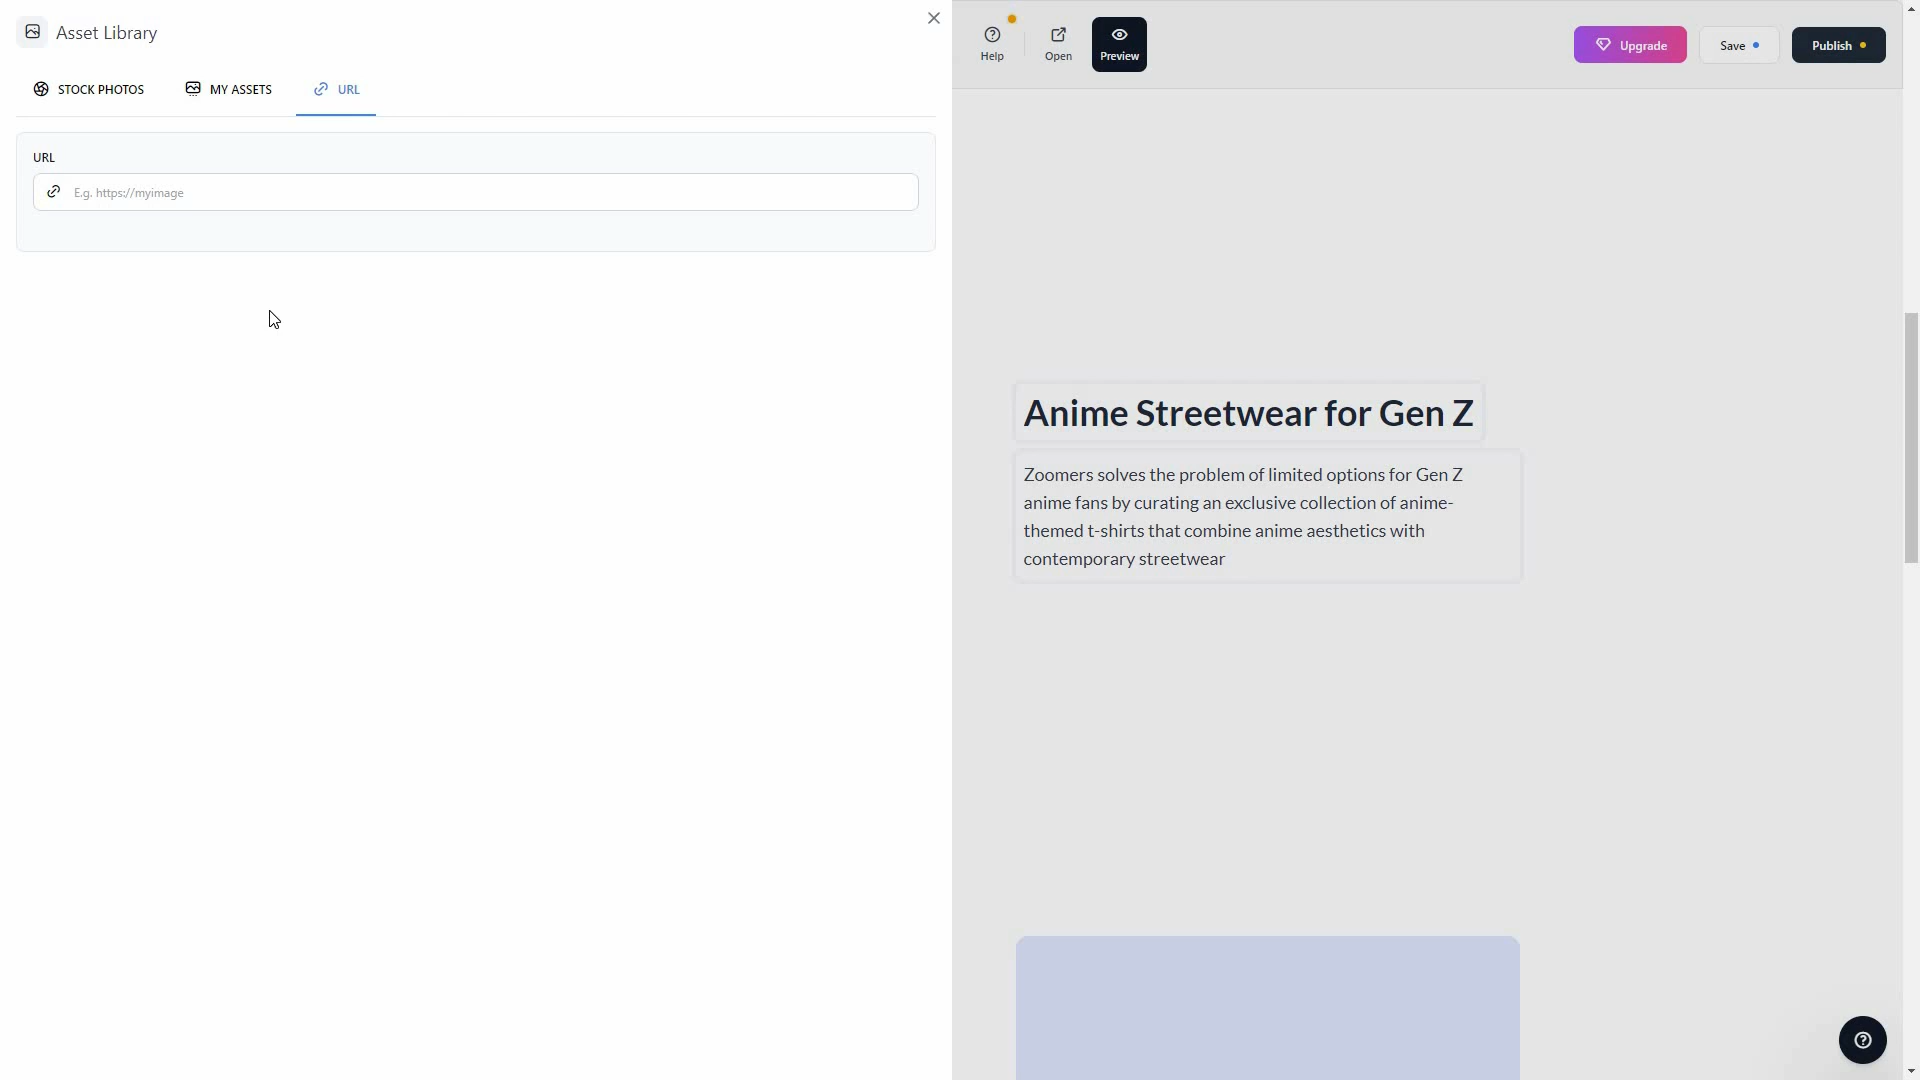 Asset Library
STOCK PHOTOS
MY ASSETS
URL
URL
E.g. https://myimage
Help
Open
Preview
Upgrade
Save
Publish
Anime Streetwear for Gen Z
Zoomers solves the problem of limited options for Gen Z
anime fans by curating an exclusive collection of anime-
themed t-shirts that combine anime aesthetics with
contemporary streetwear